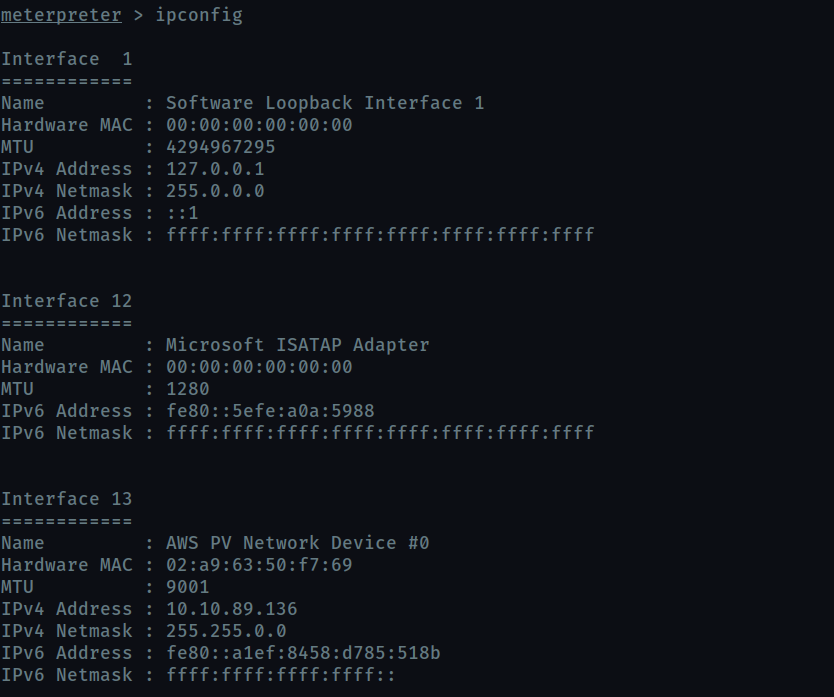 meterpreter > ipconfig
Interface  1
============
Name         : Software Loopback Interface 1
Hardware MAC : 00:00:00:00:00:00
MTU          : 4294967295
IPv4 Address : 127.0.0.1
IPv4 Netmask : 255.0.0.0
IPv6 Address : ::1
IPv6 Netmask : ffff:ffff:ffff:ffff:ffff:ffff:ffff:ffff
Interface 12
============
Name         : Microsoft ISATAP Adapter
Hardware MAC : 00:00:00:00:00:00
MTU          : 1280
IPv6 Address : fe80::5efe:a0a:5988
IPv6 Netmask : ffff:ffff:ffff:ffff:ffff:ffff:ffff:ffff
Interface 13
============
Name         : AWS PV Network Device #0
Hardware MAC : 02:a9:63:50:f7:69
MTU          : 9001
IPv4 Address : 10.10.89.136
IPv4 Netmask : 255.255.0.0
IPv6 Address : fe80::a1ef:8458:d785:518b
IPv6 Netmask : ffff:ffff:ffff:ffff::